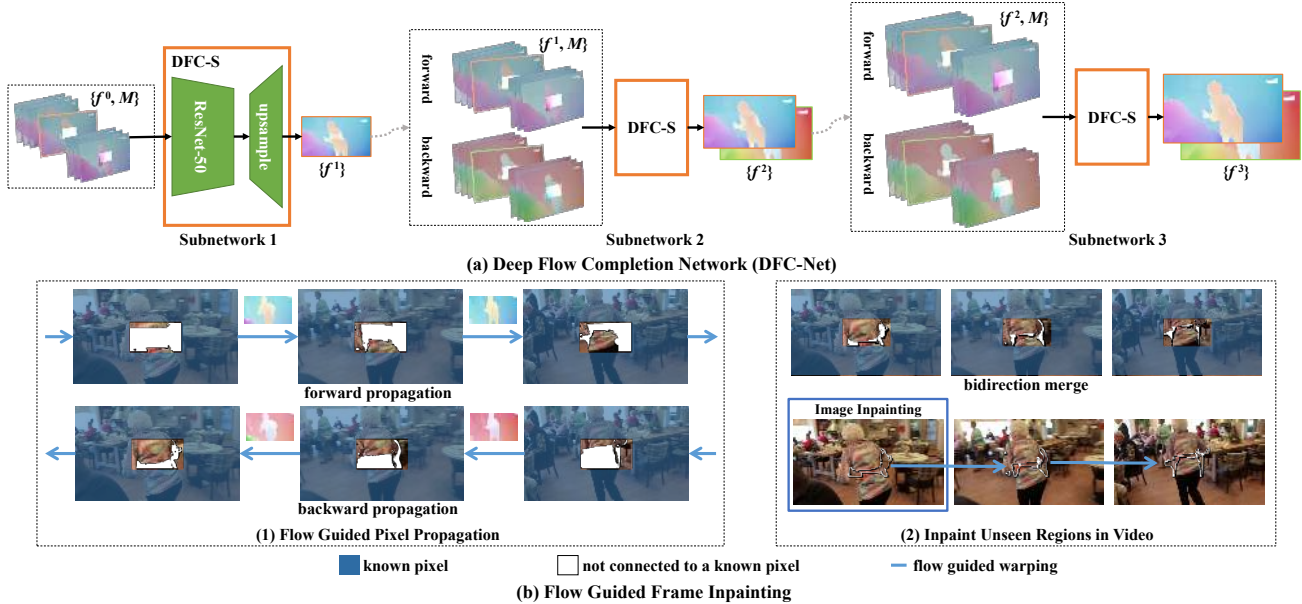 {f⁰, M}
DFC-S
ResNet-50
upsample
{f¹}
Subnetwork 1
{f¹, M}
forward
backward
DFC-S
{f²}
Subnetwork 2
{f², M}
forward
backward
DFC-S
{f³}
Subnetwork 3
(a) Deep Flow Completion Network (DFC-Net)
forward propagation
backward propagation
(1) Flow Guided Pixel Propagation
bidirection merge
Image Inpainting
(2) Inpaint Unseen Regions in Video
known pixel
not connected to a known pixel
flow guided warping
(b) Flow Guided Frame Inpainting